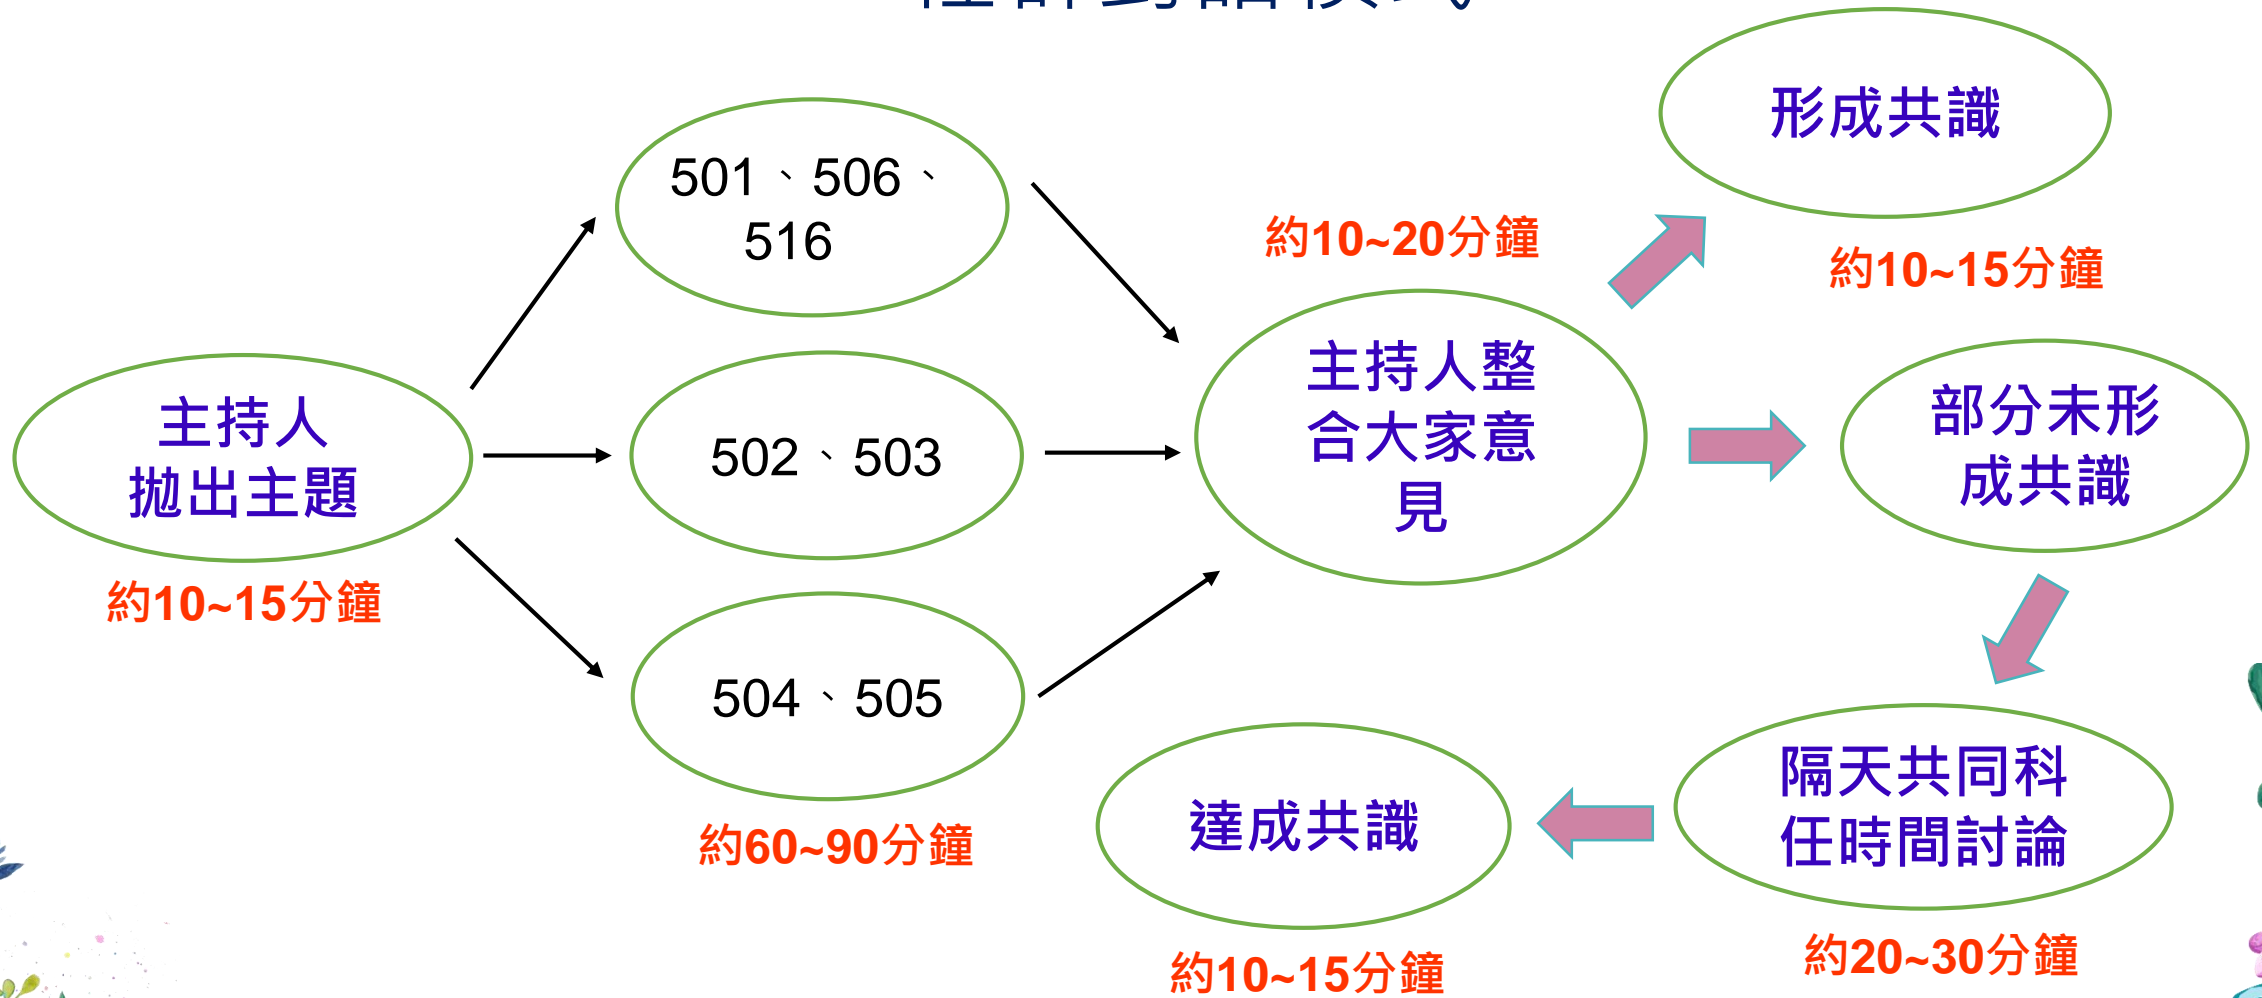 501、506、
516
502、503
504、505
約60~90分鐘
主持人
拋出主題
約10~15分鐘
約10~20分鐘
主持人整
合大家意
見
形成共識
約10~15分鐘
部分未形
成共識
隔天共同科
任時間討論
約20~30分鐘
達成共識
約10~15分鐘